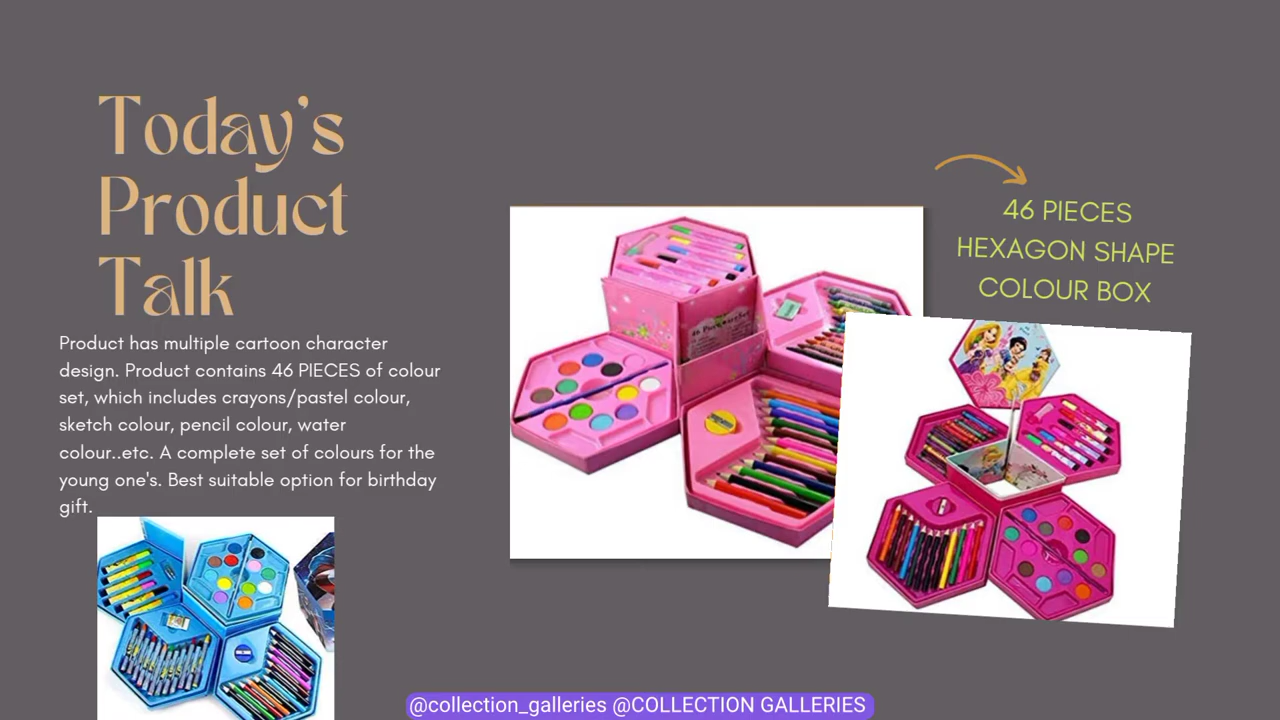 Today's
Product
Talk
Product has multiple cartoon character
design. Product contains 46 PIECES of colour
set, which includes crayons/pastel colour,
sketch colour, pencil colour, water
colour..etc. A complete set of colours for the
young one's. Best suitable option for birthday
gift.
46 PIECES
HEXAGON SHAPE
COLOUR BOX
@collection_galleries @COLLECTION GALLERIES